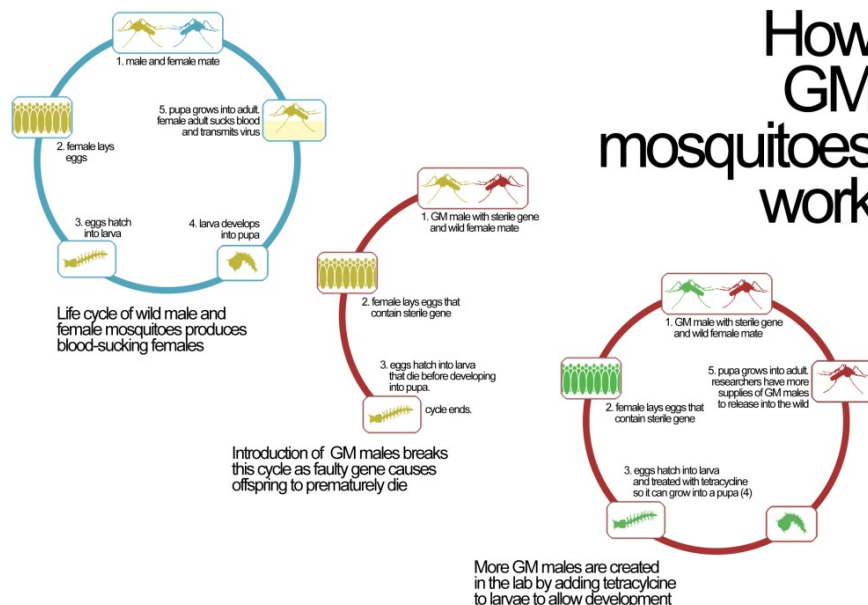 How
GM
mosquitoes
work
1. male and female mate
2. female lays
eggs
3. eggs hatch
into larva
4. larva develops
into pupa
5. pupa grows into adult.
female adult sucks blood
and transmits virus
Life cycle of wild male and
female mosquitoes produces
blood-sucking females
1. GM male with sterile gene
and wild female mate
2. female lays eggs that
contain sterile gene
3. eggs hatch into larva
that die before developing
into pupa.
cycle ends.
Introduction of GM males breaks
this cycle as faulty gene causes
offspring to prematurely die
1. GM male with sterile gene
and wild female mate
2. female lays eggs that
contain sterile gene
3. eggs hatch into larva
and treated with tetracycline
so it can grow into a pupa (4)
5. pupa grows into adult.
researchers have more
supplies of GM males
to release into the wild
More GM males are created
in the lab by adding tetracylcine
to larvae to allow development